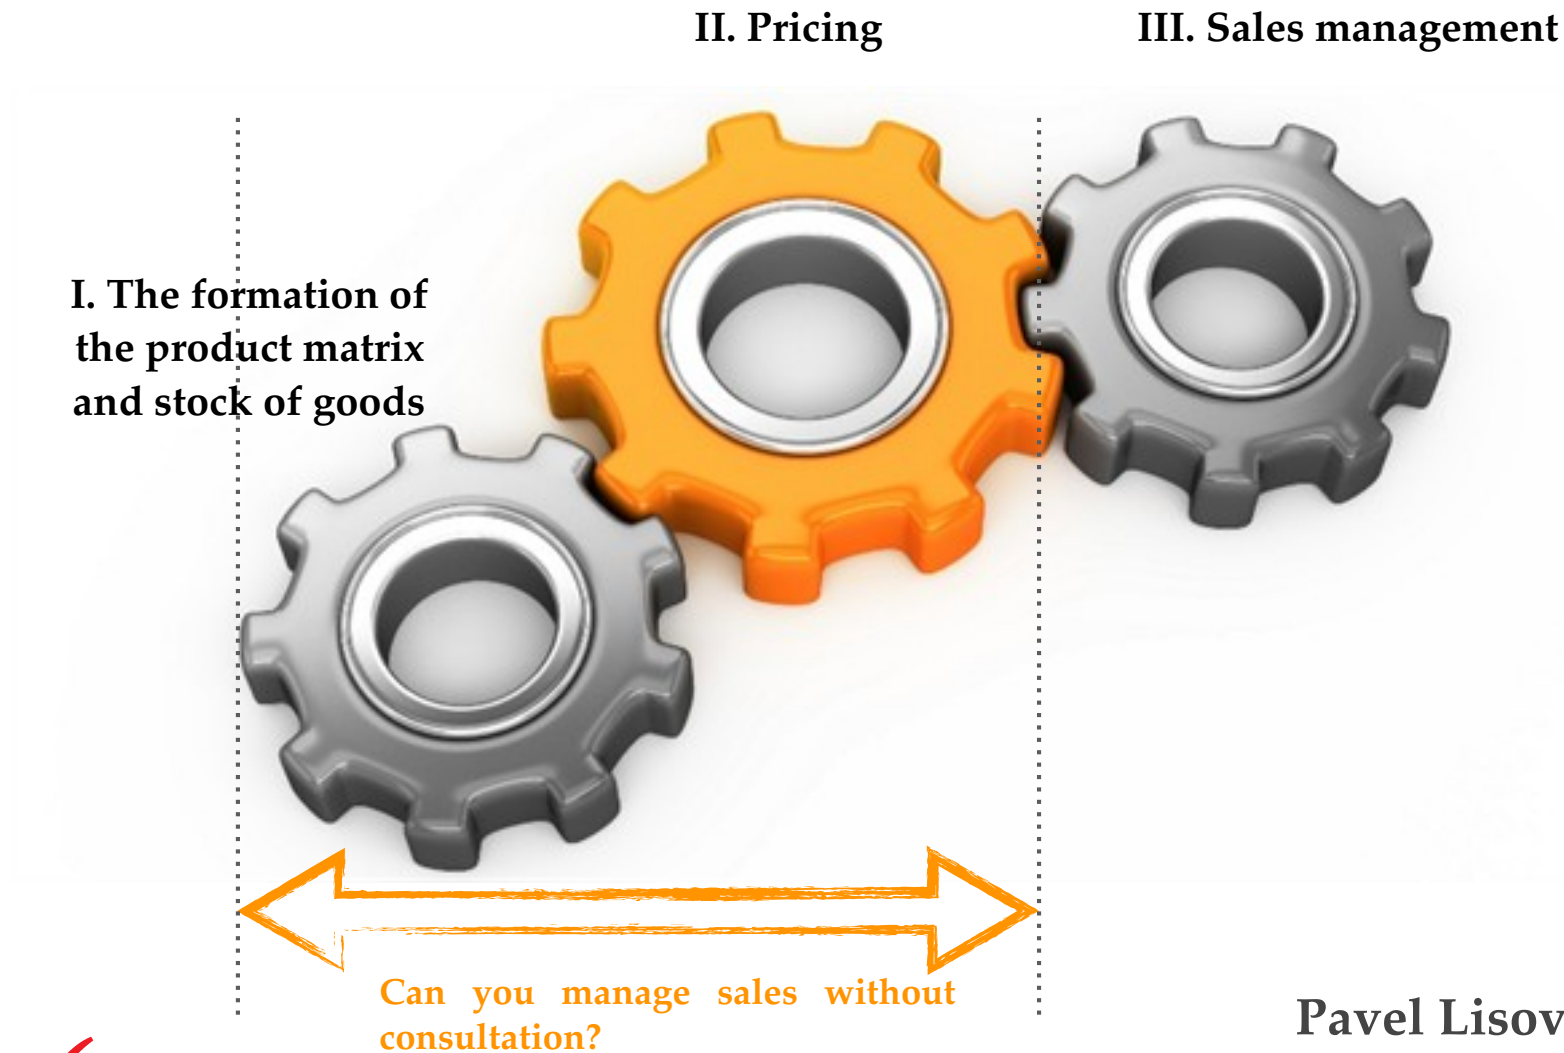 II. Pricing
III. Sales management
I. The formation of
the product matrix
and stock of goods
Can you manage sales without
consultation?
Pavel Lisov